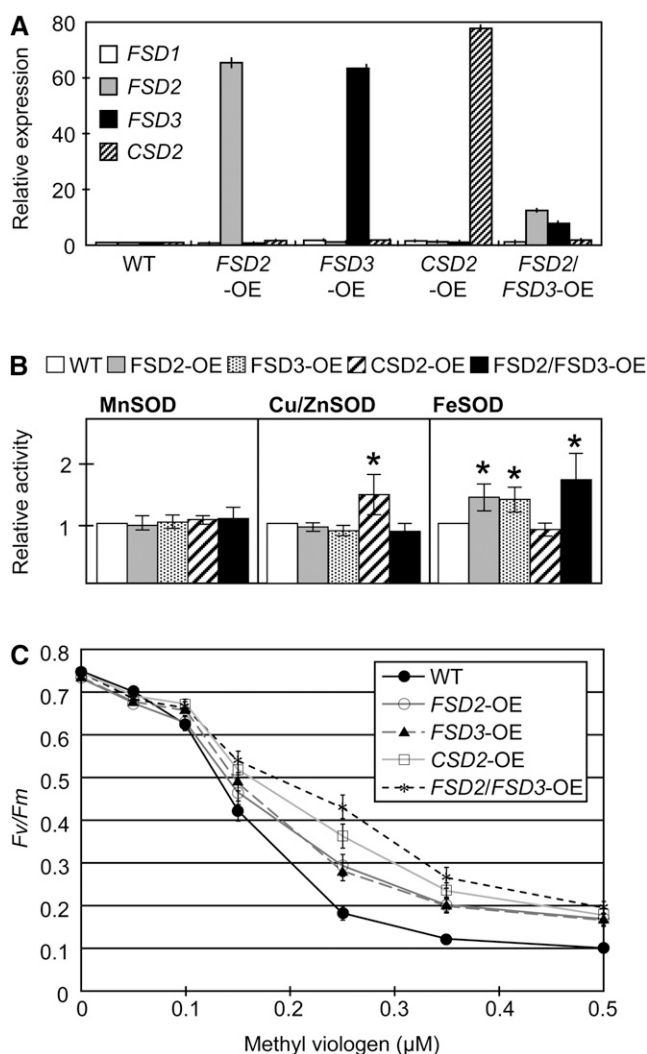 A
Relative expression
80
60
40
20
0
FSD1
FSD2
FSD3
CSD2
WT
FSD2
-OE
FSD3
-OE
CSD2
-OE
FSD2/
FSD3-OE
B
WT FSD2-OE FSD3-OE CSD2-OE FSD2/FSD3-OE
Relative activity
2
1
MnSOD
Cu/ZnSOD
FeSOD
*
* * *
C
Fv/Fm
0.8
0.7
0.6
0.5
0.4
0.3
0.2
0.1
0
WT
FSD2-OE
FSD3-OE
CSD2-OE
FSD2/FSD3-OE
0 0.1 0.2 0.3 0.4 0.5
Methyl viologen (µM)